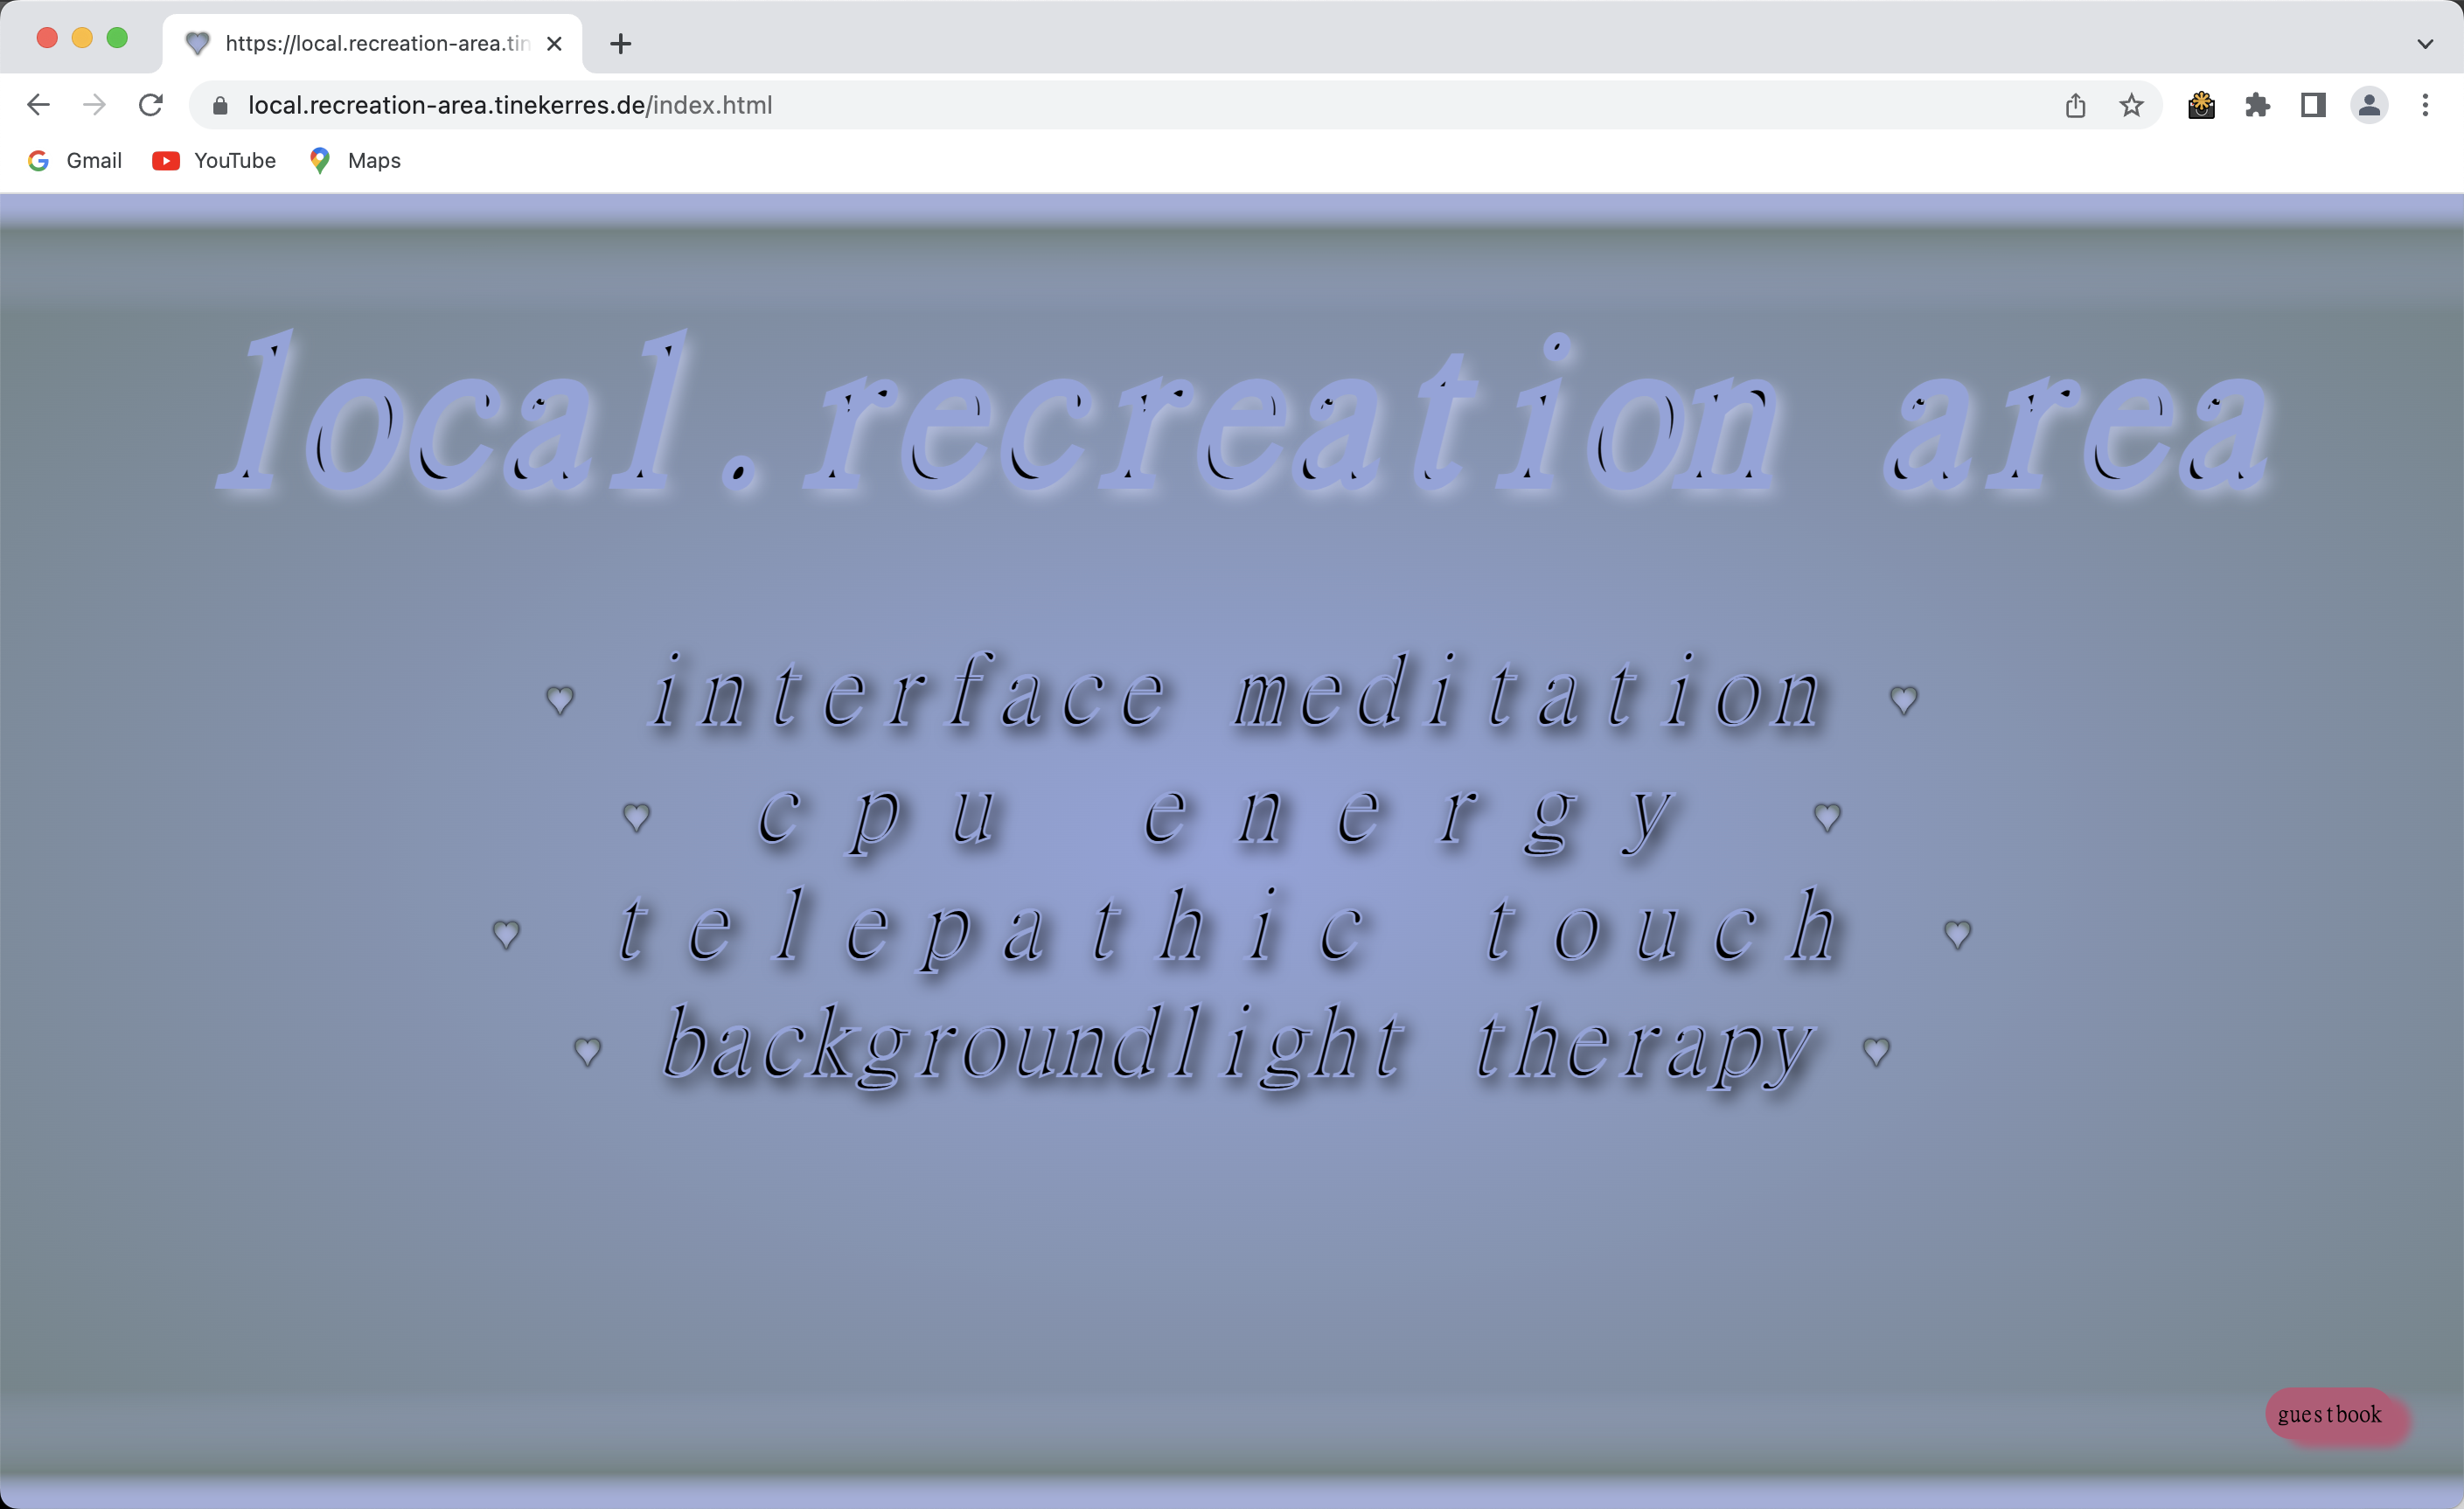 https://local.recreation-area.tin
local.recreation-area.tinekerres.de/index.html
Gmail YouTube Maps
local.recreation area
interface meditation
cpu energy
telepathic touch
backgroundlight therapy
guestbook